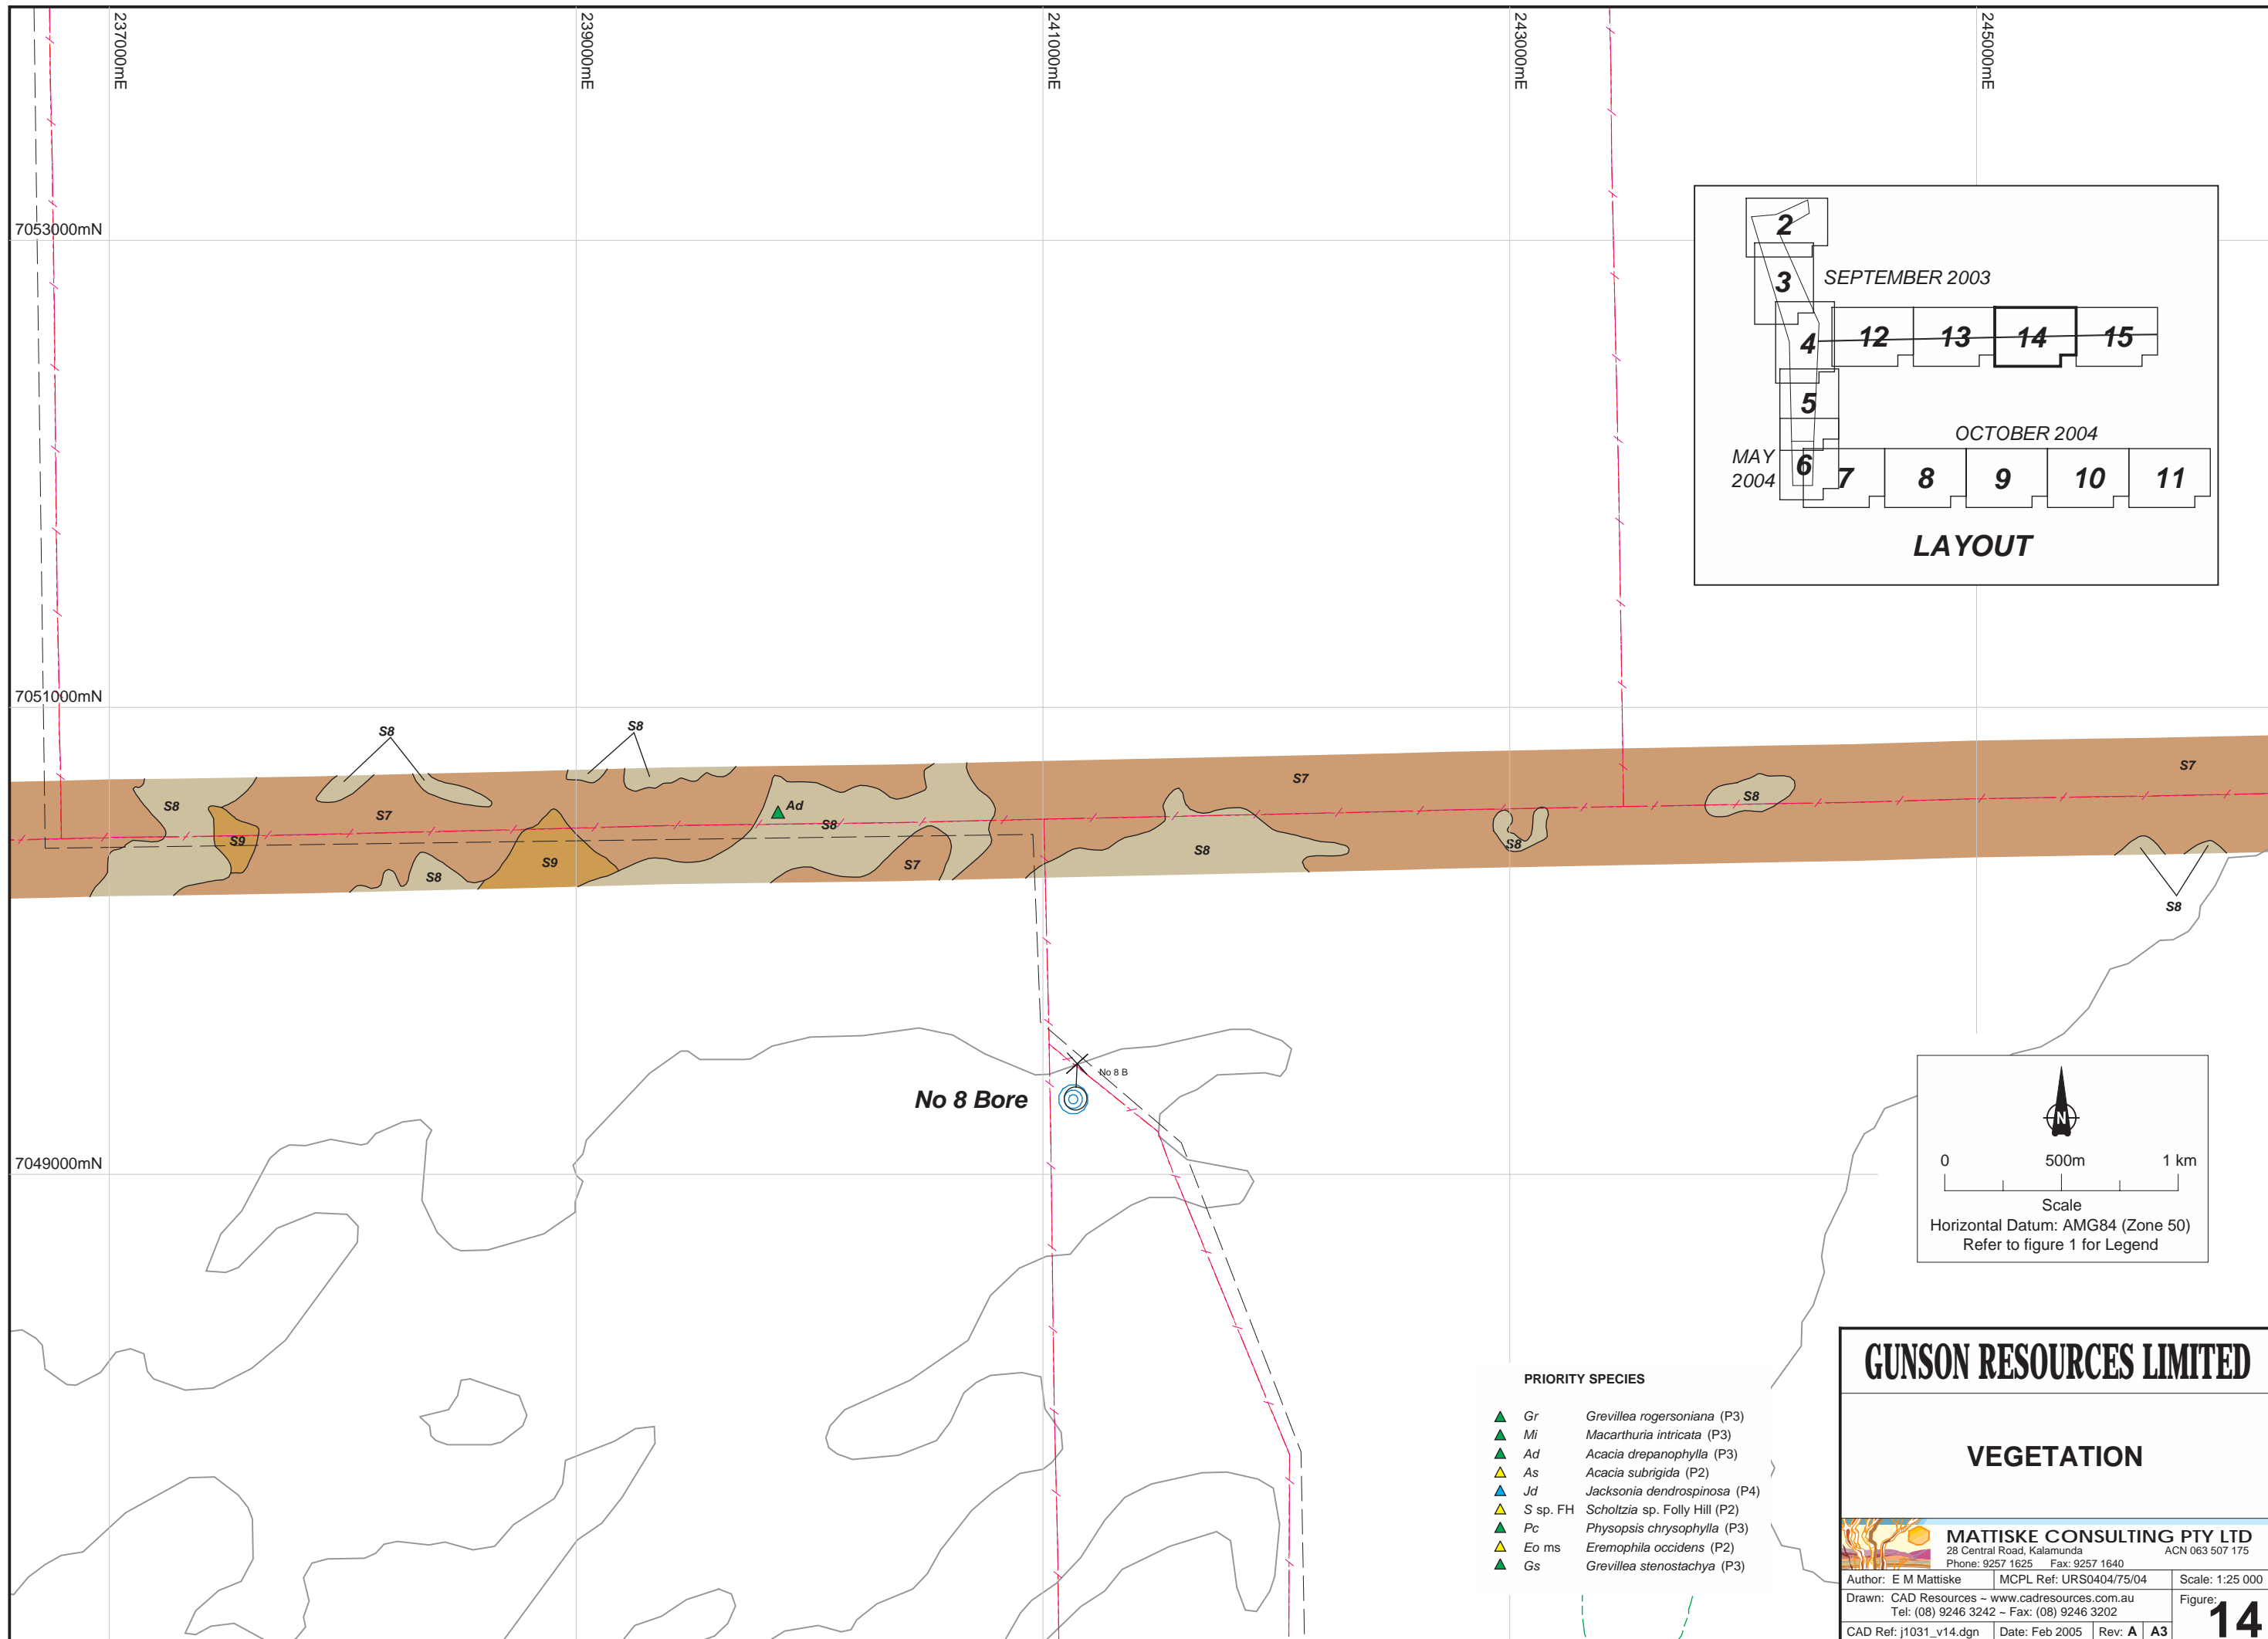 237000mE
239000mE
241000mE
243000mE
245000mE
7053000mN
7051000mN
7049000mN
2
3
SEPTEMBER 2003
4
12
13
14
15
5
OCTOBER 2004
MAY
2004
6
7
8
9
10
11
LAYOUT
S8
S8
S7
S7
S8
Ad
S8
S8
S7
S9
S8
S8
S9
S7
S8
S8
S8
No 8 B
No 8 Bore
N
0
500m
1 km
Scale
Horizontal Datum: AMG84 (Zone 50)
Refer to figure 1 for Legend
PRIORITY SPECIES
Gr Grevillea rogersoniana (P3)
Mi Macarthuria intricata (P3)
Ad Acacia drepanophylla (P3)
As Acacia subrigida (P2)
Jd Jacksonia dendrospinosa (P4)
S sp. FH Scholtzia sp. Folly Hill (P2)
Pc Physopsis chrysophylla (P3)
Eo ms Eremophila occidens (P2)
Gs Grevillea stenostachya (P3)
GUNSON RESOURCES LIMITED
VEGETATION
MATTISKE CONSULTING PTY LTD
28 Central Road, Kalamunda ACN 063 507 175
Phone: 9257 1625 Fax: 9257 1640
Author: E M Mattiske MCPL Ref: URS0404/75/04 Scale: 1:25 000
Drawn: CAD Resources ~ www.cadresources.com.au
Tel: (08) 9246 3242 ~ Fax: (08) 9246 3202
Figure:
14
CAD Ref: j1031_v14.dgn Date: Feb 2005 Rev: A A3